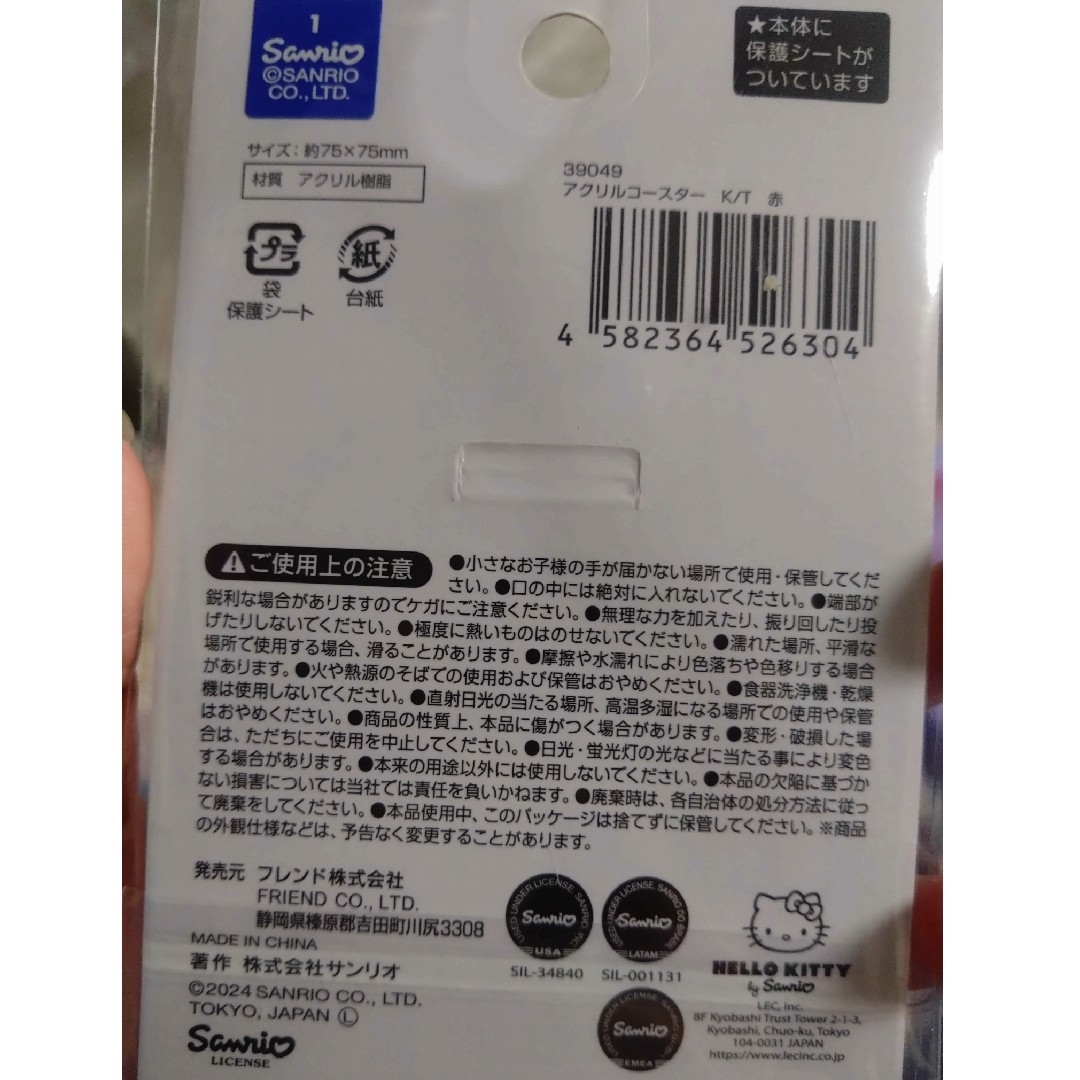 1
Sanrio
©SANRIO
CO.,LTD.
★本体に
保護シートが
ついています
サイズ：約75×75mm
材質　アクリル樹脂
39049
アクリルコースター　K/T　赤
プラ
袋
保護シート
紙
台紙
4 582364 526304
⚠ご使用上の注意
●小さなお子様の手が届かない場所で使用・保管してくだ
さい。●口の中には絶対に入れないでください。●端部が
鋭利な場合がありますのでケガにご注意ください。●無理な力を加えたり、振り回したり投
げたりしないでください。●極度に熱いものはのせないでください。●濡れた場所、平滑な
場所で使用する場合、滑ることがあります。●摩擦や水濡れにより色落ちや色移りする場合
があります。●火や熱源のそばでの使用および保管はおやめください。●食器洗浄機・乾燥
機は使用しないでください。●直射日光の当たる場所、高温多湿になる場所での使用や保管
はおやめください。●商品の性質上、本品に傷がつく場合があります。●変形・破損した場
合は、ただちにご使用を中止してください。●日光・蛍光灯の光などに当たる事により変色
する場合があります。●本来の用途以外には使用しないでください。●本品の欠陥に基づか
ない損害については当社では責任を負いかねます。●廃棄時は、各自治体の処分方法に従っ
て廃棄をしてください。●本品使用中、このパッケージは捨てずに保管してください。※商品
の外観仕様などは、予告なく変更することがあります。
発売元 フレンド株式会社
FRIEND CO., LTD.
静岡県榛原郡吉田町川尻3308
MADE IN CHINA
著作 株式会社サンリオ
©2024 SANRIO CO., LTD.
TOKYO, JAPAN Ⓛ
Sanrio
LICENSE
USED UNDER LICENSE SANRIO INC
Sanrio
USA
SIL-34840
USED UNDER LICENSE SANRIO DO BRASIL
Sanrio
LATAM
SIL-001131
Sanrio
EMEA
HELLO KITTY
by Sanrio
LEC, Inc.
8F Kyobashi Trust Tower 2-1-3,
Kyobashi, Chuo-ku, Tokyo
104-0031 JAPAN
https://www.lecinc.co.jp